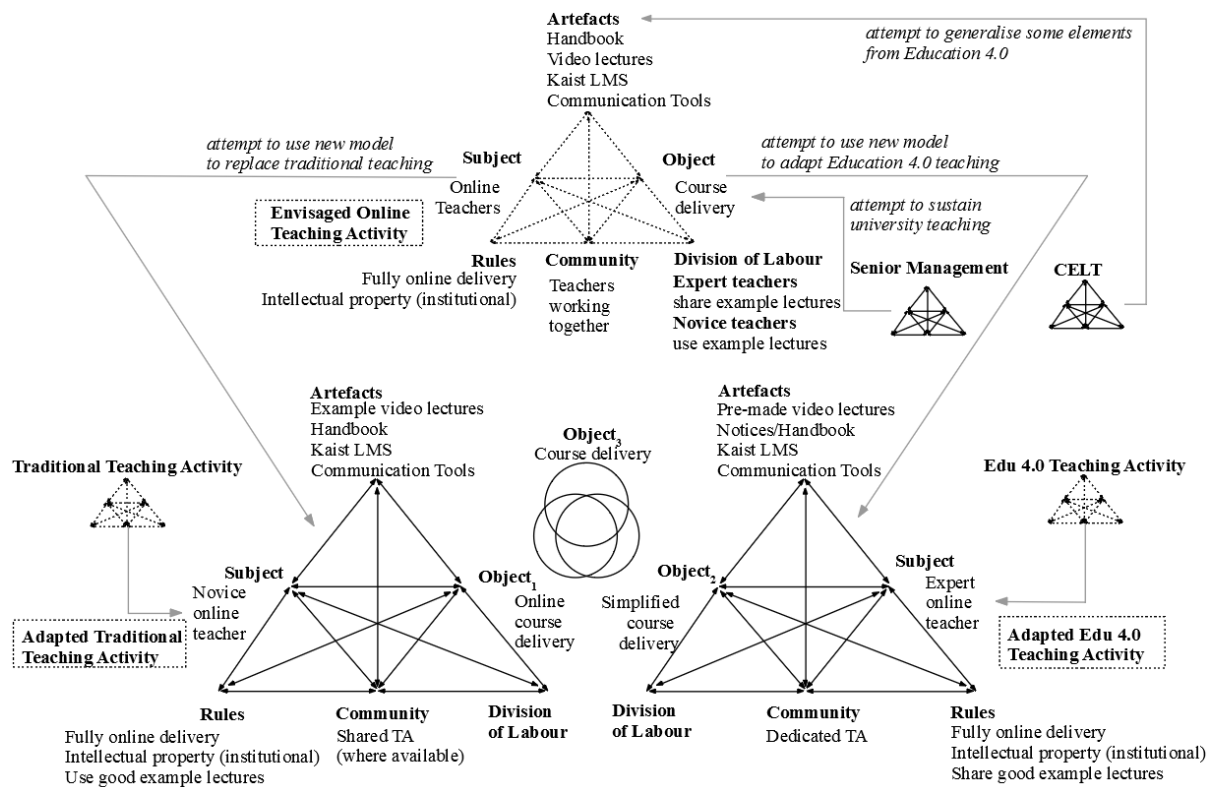 Artefacts
Handbook
Video lectures
Kaist LMS
Communication Tools
attempt to generalise some elements
from Education 4.0
attempt to use new model
to replace traditional teaching
Subject
Online
Teachers
Object
Course
delivery
attempt to use new model
to adapt Education 4.0 teaching
attempt to sustain
university teaching
Envisaged Online
Teaching Activity
Rules
Fully online delivery
Intellectual property (institutional)
Community
Teachers
working
together
Division of Labour
Expert teachers
share example lectures
Novice teachers
use example lectures
Senior Management
CELT
Traditional Teaching Activity
Artefacts
Example video lectures
Handbook
Kaist LMS
Communication Tools
Object3
Course delivery
Artefacts
Pre-made video lectures
Notices/Handbook
Kaist LMS
Communication Tools
Edu 4.0 Teaching Activity
Subject
Novice
online
teacher
Object1
Online
course
delivery
Object2
Simplified
course
delivery
Subject
Expert
online
teacher
Adapted Traditional
Teaching Activity
Adapted Edu 4.0
Teaching Activity
Rules
Fully online delivery
Intellectual property (institutional)
Use good example lectures
Community
Shared TA
(where available)
Division
of Labour
Division
of Labour
Community
Dedicated TA
Rules
Fully online delivery
Intellectual property (institutional)
Share good example lectures